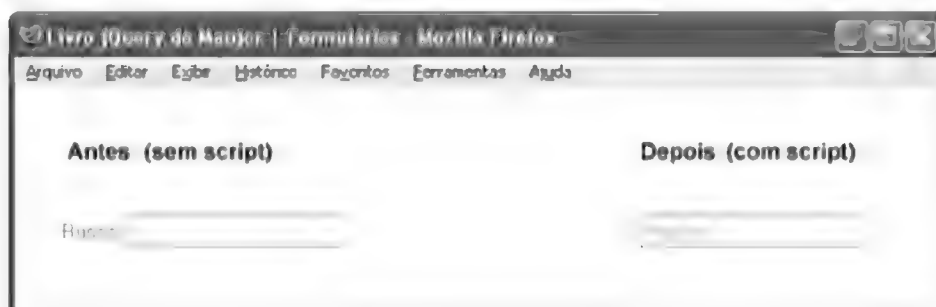 Livro jQuery do Maujor | Formulários - Mozilla Firefox
Arquivo Editar Exibir Histórico Favoritos Ferramentas Ajuda
Antes (sem script) Depois (com script)